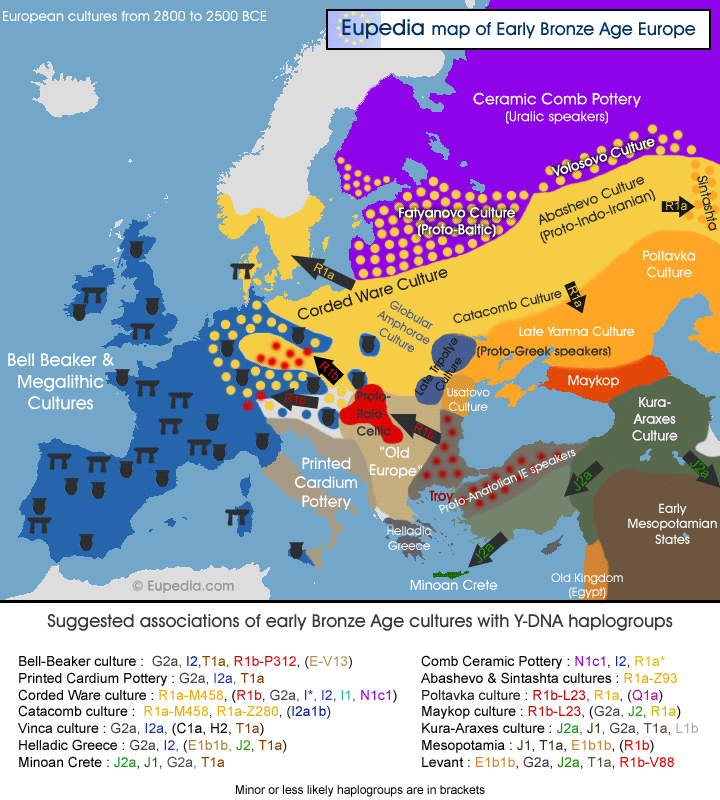 European cultures from 2800 to 2500 BCE
Eupedia map of Early Bronze Age Europe
Ceramic Comb Pottery
(Uralic speakers)
Volosovo Culture
Sintashta
R1a
Abashevo Culture
(Proto-Indo-Iranian)
Fatyanovo Culture
(Proto-Baltic)
Poltavka
Culture
R1a
Corded Ware Culture
R1a
Catacomb Culture
Globular
Amphorae
Culture
Late Yamna Culture
(Proto-Greek speakers)
Late Tripolye
Culture
Bell Beaker &
Megalithic
Cultures
R1b
R1b
Maykop
Usatovo
Culture
Proto-
Italo-
Celtic
R1b
Kura-
Araxes
Culture
"Old
Europe"
Printed
Cardium
Pottery
Proto-Anatolian IE speakers
Troy
J2a
J2a
Early
Mesopotamian
States
Helladic
Greece
J2a
Minoan Crete
Old Kingdom
(Egypt)
© Eupedia.com
Suggested associations of early Bronze Age cultures with Y-DNA haplogroups
Bell-Beaker culture : G2a, I2,T1a, R1b-P312, (E-V13)
Printed Cardium Pottery : G2a, I2a, T1a
Corded Ware culture : R1a-M458, (R1b, G2a, I*, I2, I1, N1c1)
Catacomb culture : R1a-M458, R1a-Z280, (I2a1b)
Vinca culture : G2a, I2a, (C1a, H2, T1a)
Helladic Greece : G2a, I2, (E1b1b, J2, T1a)
Minoan Crete : J2a, J1, G2a, T1a
Comb Ceramic Pottery : N1c1, I2, R1a*
Abashevo & Sintashta cultures : R1a-Z93
Poltavka culture : R1b-L23, R1a, (Q1a)
Maykop culture : R1b-L23, (G2a, J2, R1a)
Kura-Araxes culture : J2a, J1, G2a, T1a, L1b
Mesopotamia : J1, T1a, E1b1b, (R1b)
Levant : E1b1b, G2a, J2a, T1a, R1b-V88
Minor or less likely haplogroups are in brackets